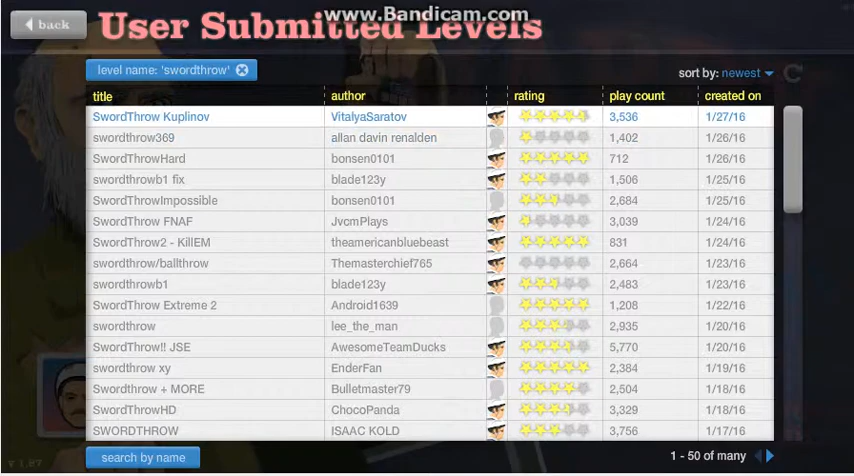 www.Bandicam.com
back
User Submitted Levels
level name: 'swordthrow'
sort by: newest
title author rating play count created on
SwordThrow Kuplinov VitalyaSaratov 3,536 1/27/16
swordthrow369 allan davin renalden 1,402 1/26/16
SwordThrowHard bonsen0101 712 1/26/16
swordthrowb1 fix blade123y 1,506 1/25/16
SwordThrowImpossible bonsen0101 2,684 1/25/16
SwordThrow FNAF JvcmPlays 3,039 1/24/16
SwordThrow2 - KillEM theamericanbluebeast 831 1/24/16
swordthrow/ballthrow Themasterchief765 2,664 1/23/16
swordthrowb1 blade123y 2,483 1/23/16
SwordThrow Extreme 2 Android1639 1,208 1/22/16
swordthrow lee_the_man 2,935 1/20/16
SwordThrow!! JSE AwesomeTeamDucks 5,770 1/20/16
swordthrow xy EnderFan 2,384 1/19/16
Swordthrow + MORE Bulletmaster79 2,504 1/18/16
SwordThrowHD ChocoPanda 3,329 1/18/16
SWORDTHROW ISAAC KOLD 3,756 1/17/16
search by name
1 - 50 of many
v 1.87